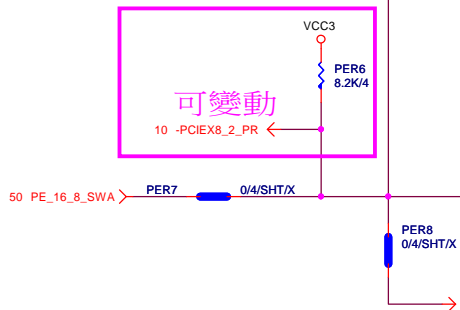 VCC3
PER6
8.2K/4
可變動
10 -PCIEX8_2_PR
50 PE_16_8_SWA
PER7
0/4/SHT/X
PER8
0/4/SHT/X